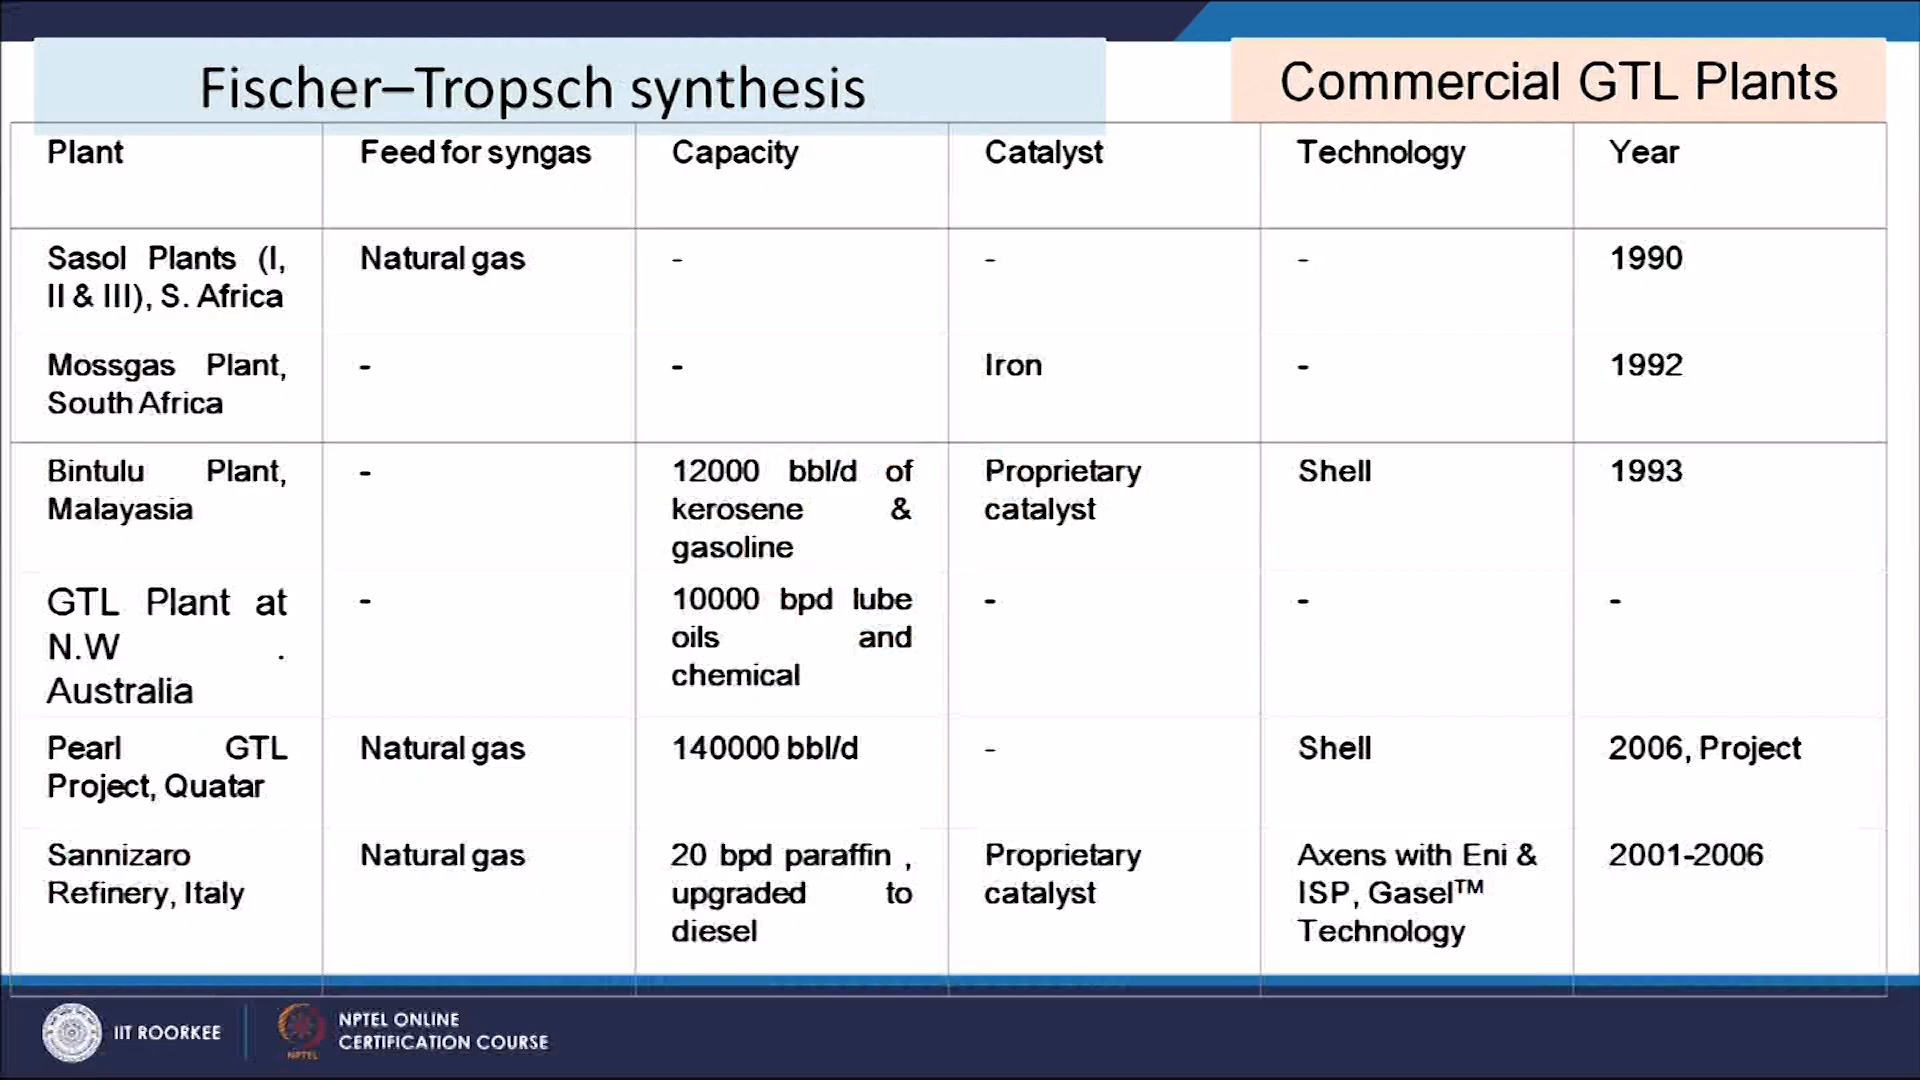 Fischer–Tropsch synthesis
Commercial GTL Plants
Plant
Feed for syngas
Capacity
Catalyst
Technology
Year
Sasol Plants (I,
II & III), S. Africa
Natural gas
-
-
-
1990
Mossgas Plant,
South Africa
-
-
Iron
-
1992
Bintulu Plant,
Malayasia
-
12000 bbl/d of
kerosene &
gasoline
Proprietary
catalyst
Shell
1993
GTL Plant at
N.W .
Australia
-
10000 bpd lube
oils and
chemical
-
-
-
Pearl GTL
Project, Quatar
Natural gas
140000 bbl/d
-
Shell
2006, Project
Sannizaro
Refinery, Italy
Natural gas
20 bpd paraffin ,
upgraded to
diesel
Proprietary
catalyst
Axens with Eni &
ISP, Gasel™
Technology
2001-2006
IIT ROORKEE
NPTEL
NPTEL ONLINE
CERTIFICATION COURSE